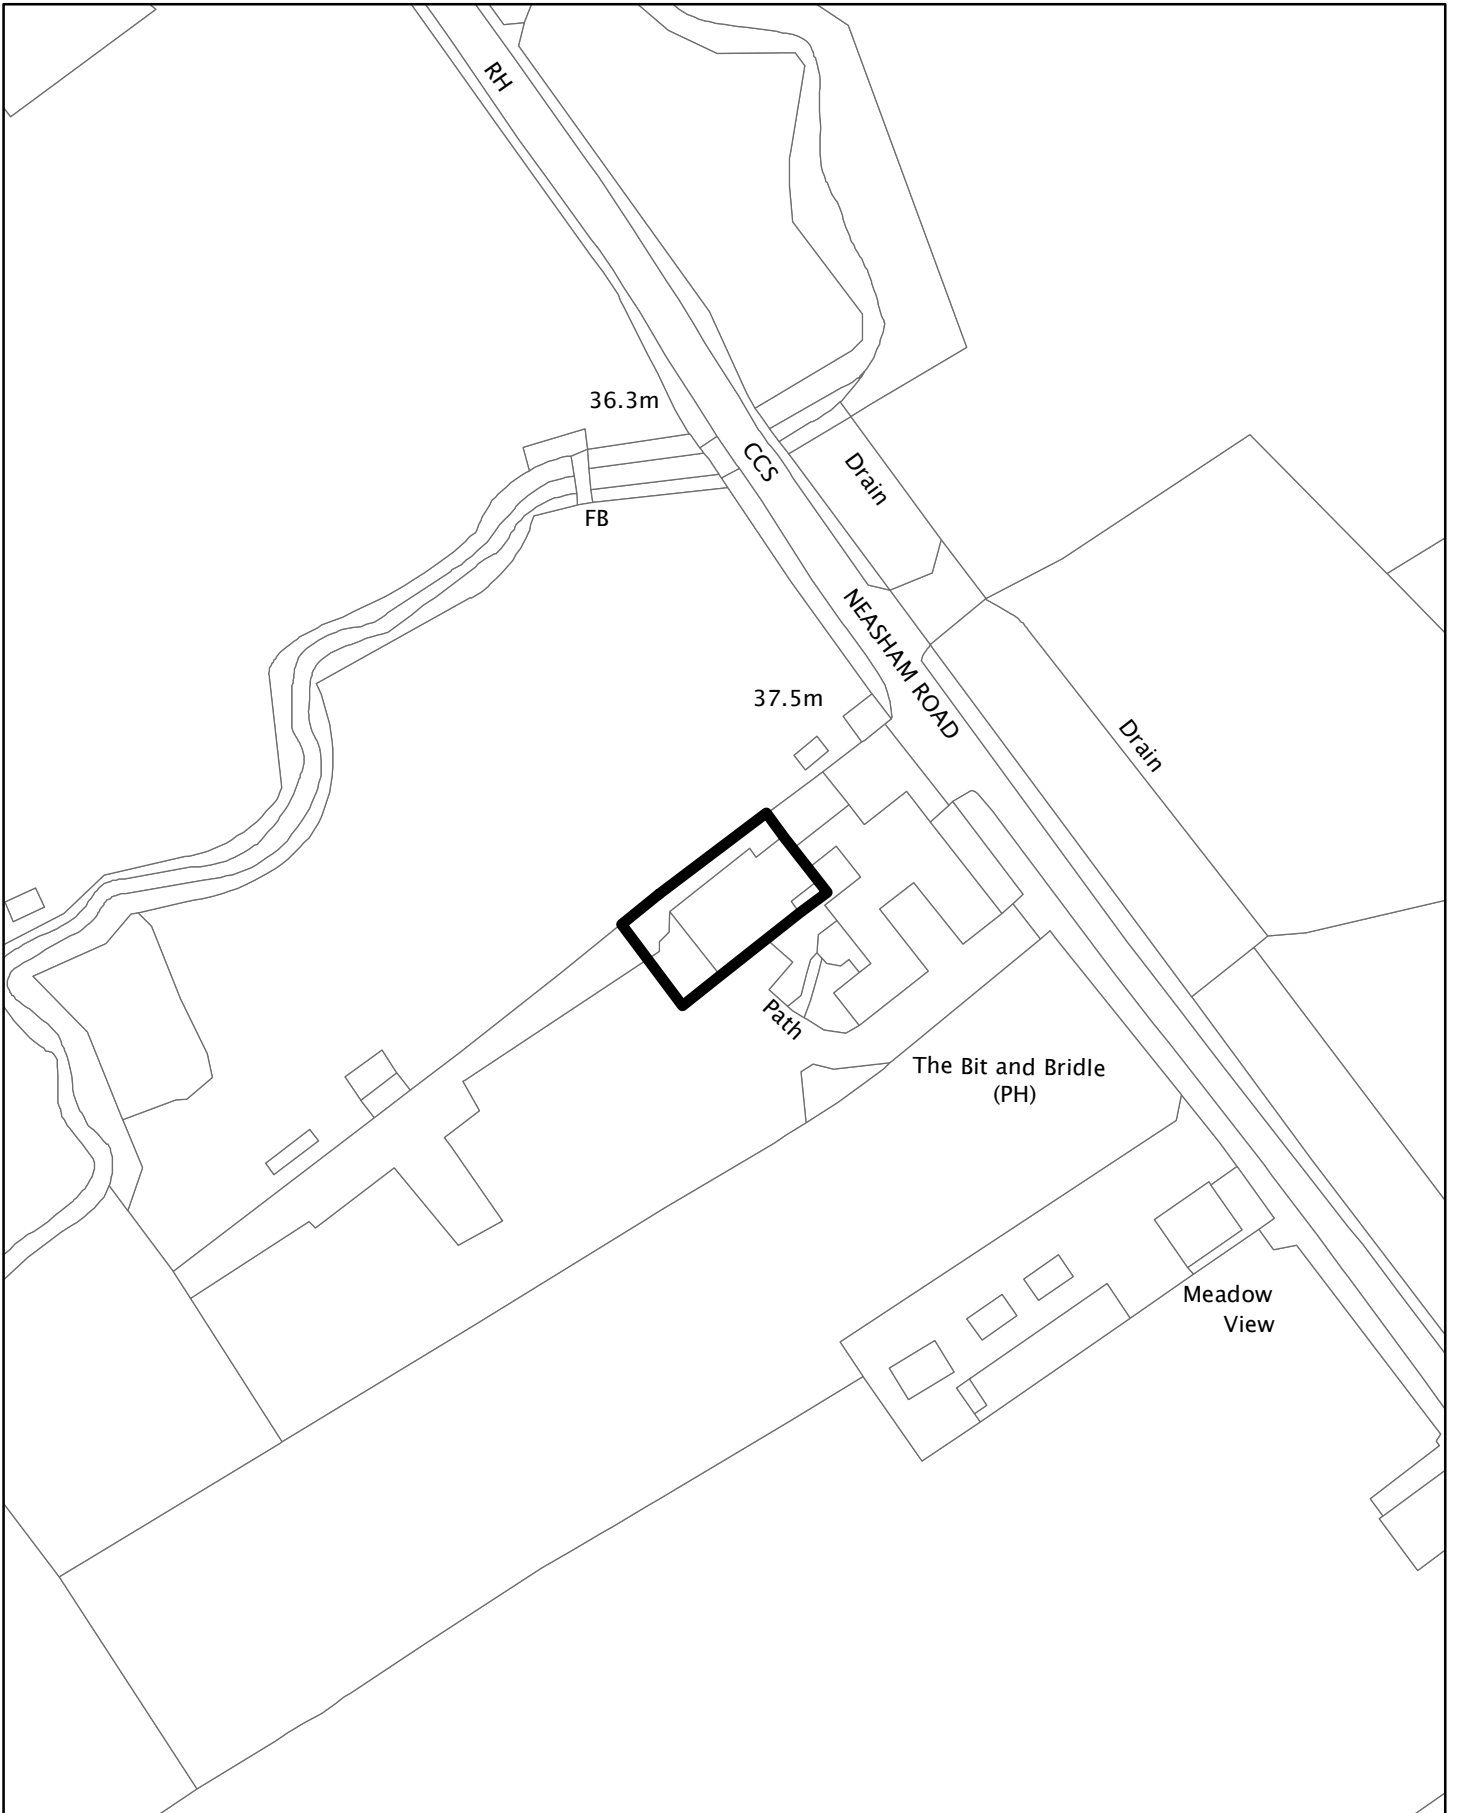 RH
36.3m
CCS
Drain
FB
NEASHAM ROAD
37.5m
Drain
Path
The Bit and Bridle
(PH)
Meadow
View